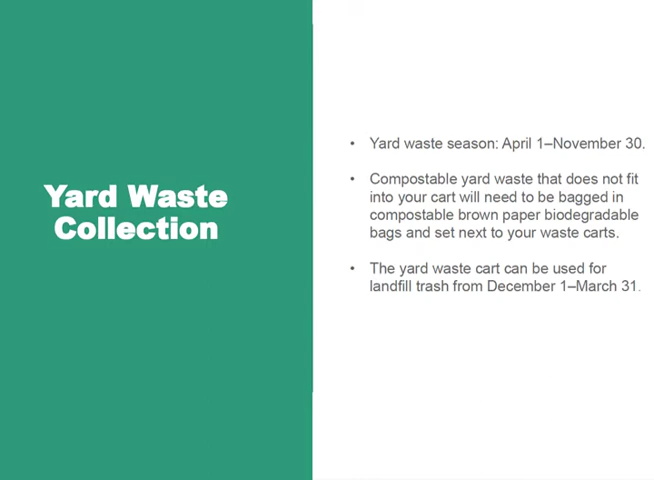 Yard Waste
Collection
• Yard waste season: April 1–November 30.
• Compostable yard waste that does not fit
into your cart will need to be bagged in
compostable brown paper biodegradable
bags and set next to your waste carts.
• The yard waste cart can be used for
landfill trash from December 1–March 31.